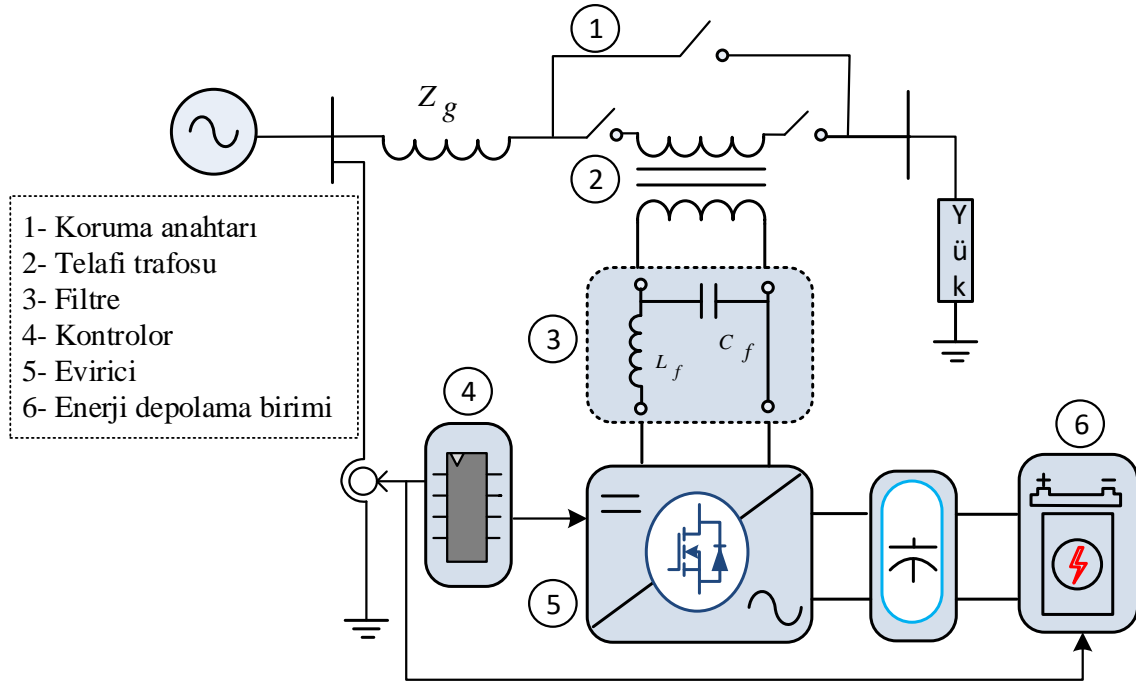 1
Z g
2
1- Koruma anahtarı
2- Telafi trafosu
3- Filtre
4- Kontrolor
5- Evirici
6- Enerji depolama birimi
Yük
3
L f
C f
4
6
+ -
5